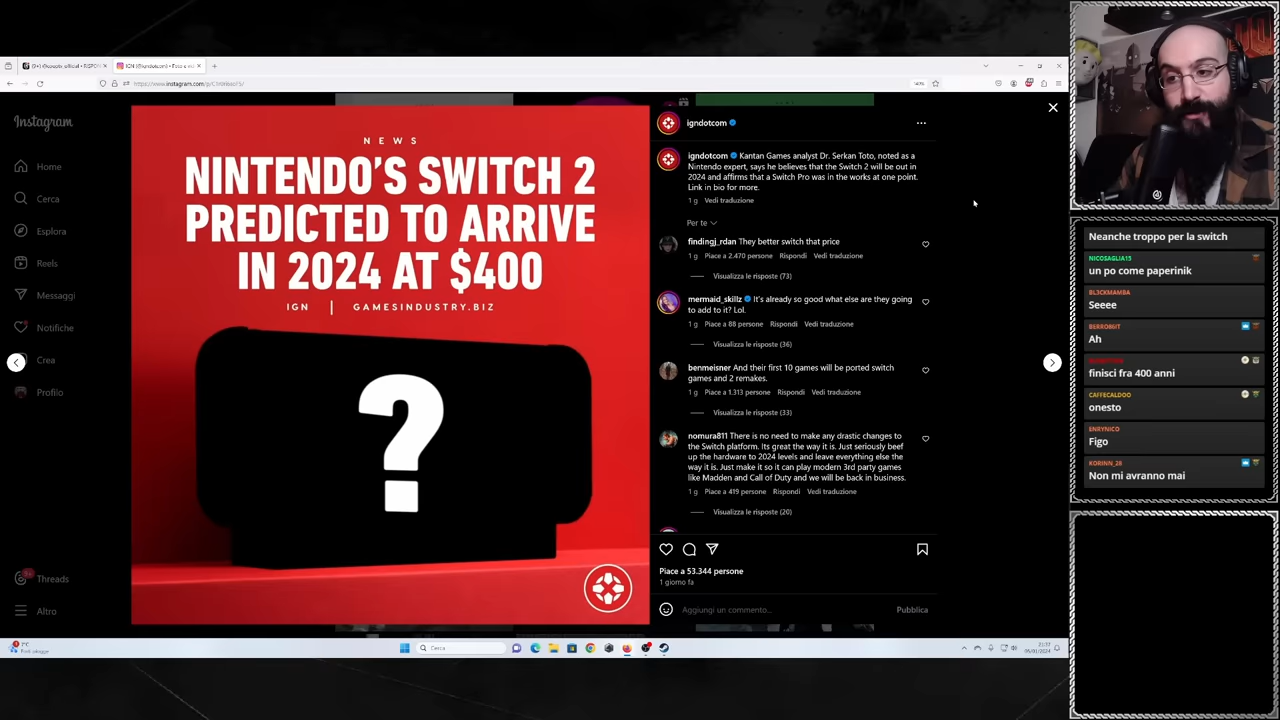 IGN (@igndotcom) • Foto e vi
Instagram
Home
Cerca
Esplora
Reels
Messaggi
Notifiche
Crea
Profilo
Threads
Altro
NEWS
NINTENDO'S SWITCH 2
PREDICTED TO ARRIVE
IN 2024 AT $400
IGN | GAMESINDUSTRY.BIZ
?
igndotcom
igndotcom Kantan Games analyst Dr. Serkan Toto, noted as a
Nintendo expert, says he believes that the Switch 2 will be out in
2024 and affirms that a Switch Pro was in the works at one point.
Link in bio for more.
1 g Vedi traduzione
Per te
findingj_rdan They better switch that price
1 g Piace a 2.470 persone Rispondi Vedi traduzione
Visualizza le risposte (73)
mermaid_skillz It's already so good what else are they going
to add to it? Lol.
1 g Piace a 88 persone Rispondi Vedi traduzione
Visualizza le risposte (36)
benmeisner And their first 10 games will be ported switch
games and 2 remakes.
1 g Piace a 1.313 persone Rispondi Vedi traduzione
Visualizza le risposte (33)
nomura811 There is no need to make any drastic changes to
the Switch platform. Its great the way it is. Just seriously beef
up the hardware to 2024 levels and leave everything else the
way it is. Just make it so it can play modern 3rd party games
like Madden and Call of Duty and we will be back in business.
1 g Piace a 419 persone Rispondi Vedi traduzione
Visualizza le risposte (20)
Piace a 53.344 persone
1 giorno fa
Aggiungi un commento...
Pubblica
Cerca
Neanche troppo per la switch
NICOSAGLIA15
un po come paperinik
BL3CKMAMBA
Seeee
BERRO86IT
Ah
finisci fra 400 anni
CAFFECALDOO
onesto
ENRYNICO
Figo
KORINN_28
Non mi avranno mai